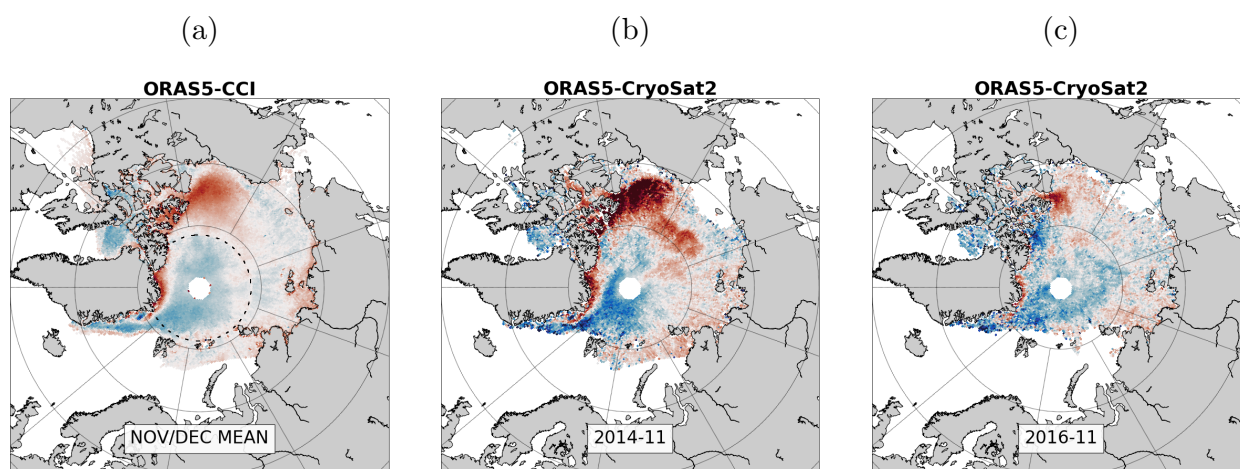 (a)
(b)
(c)
ORAS5-CCI
ORAS5-CryoSat2
ORAS5-CryoSat2
NOV/DEC MEAN
2014-11
2016-11